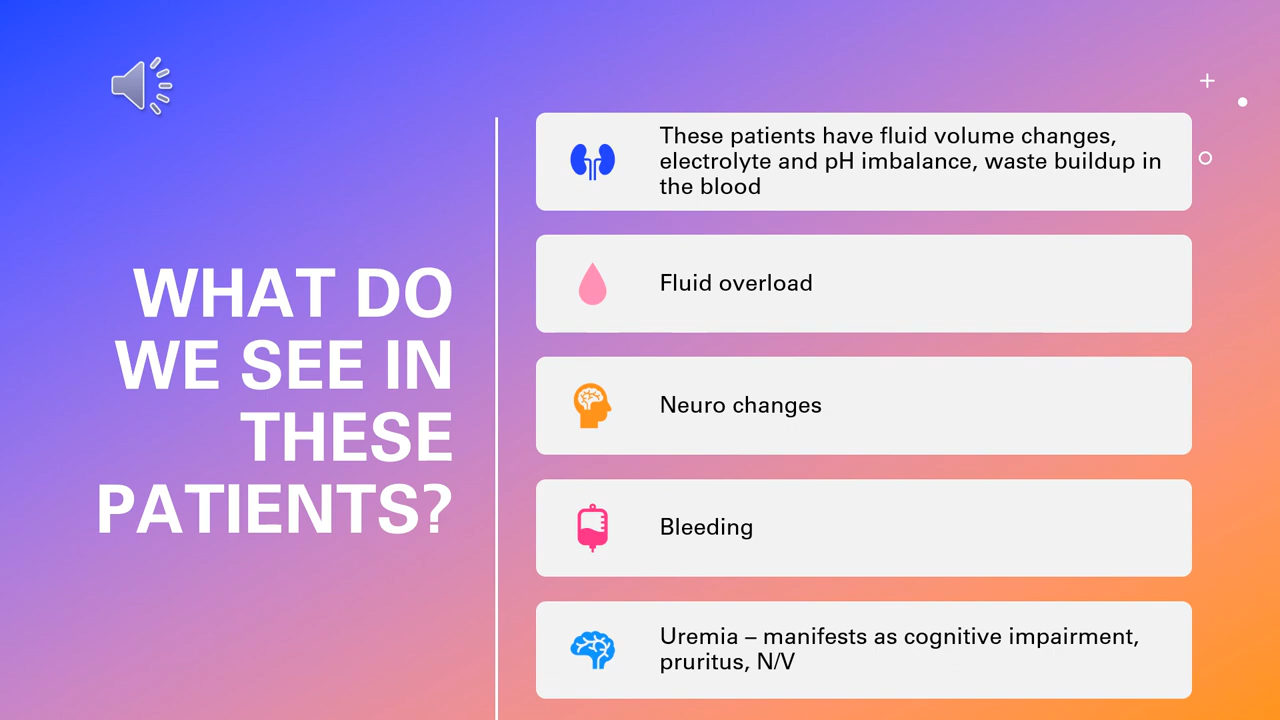 WHAT DO
WE SEE IN
THESE
PATIENTS?
These patients have fluid volume changes,
electrolyte and pH imbalance, waste buildup in
the blood
Fluid overload
Neuro changes
Bleeding
Uremia – manifests as cognitive impairment,
pruritus, N/V